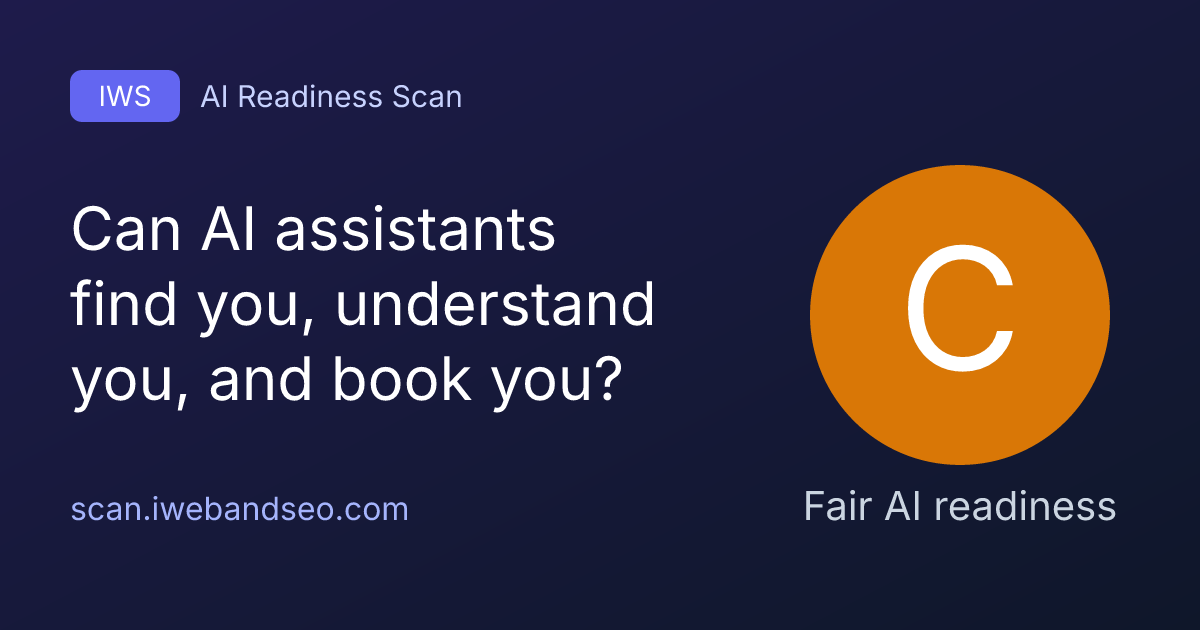 IWS
AI Readiness Scan
Can AI assistants
find you, understand
you, and book you?
C
scan.iwebandseo.com
Fair AI readiness